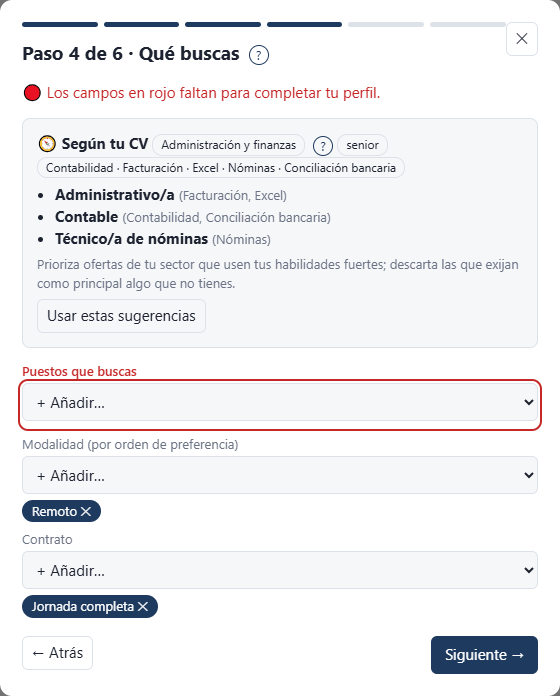 Paso 4 de 6 · Qué buscas ?
Los campos en rojo faltan para completar tu perfil.
Según tu CV Administración y finanzas ? senior
Contabilidad · Facturación · Excel · Nóminas · Conciliación bancaria
• Administrativo/a (Facturación, Excel)
• Contable (Contabilidad, Conciliación bancaria)
• Técnico/a de nóminas (Nóminas)
Prioriza ofertas de tu sector que usen tus habilidades fuertes; descarta las que exijan
como principal algo que no tienes.
Usar estas sugerencias
Puestos que buscas
+ Añadir...
Modalidad (por orden de preferencia)
+ Añadir...
Remoto ✕
Contrato
+ Añadir...
Jornada completa ✕
← Atrás
Siguiente →